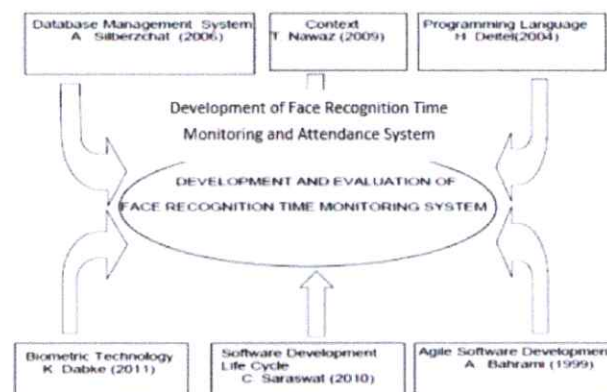 Database Management System
A. Silberzchat (2006)
Context
T. Nawaz (2009)
Programming Language
H. Deitel(2004)
Development of Face Recognition Time
Monitoring and Attendance System
DEVELOPMENT AND EVALUATION OF
FACE RECOGNITION TIME MONITORING SYSTEM
Biometric Technology
K. Dabke (2011)
Software Development
Life Cycle
C. Saraswat (2010)
Agile Software Development
A. Bahrami (1999)